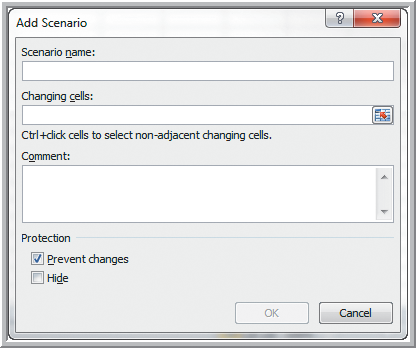 Add Scenario
Scenario name:
Changing cells:
Ctrl+click cells to select non-adjacent changing cells.
Comment:
Protection
Prevent changes
Hide
OK
Cancel